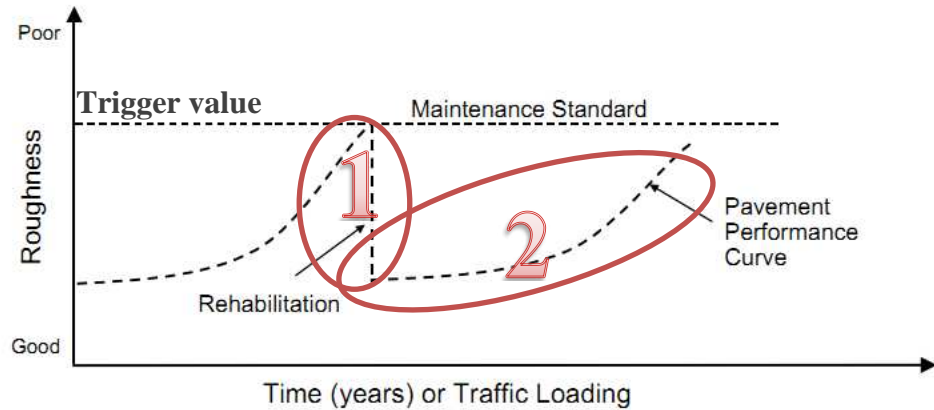 Poor
Trigger value
Maintenance Standard
Roughness
1
2
Pavement
Performance
Curve
Rehabilitation
Good
Time (years) or Traffic Loading